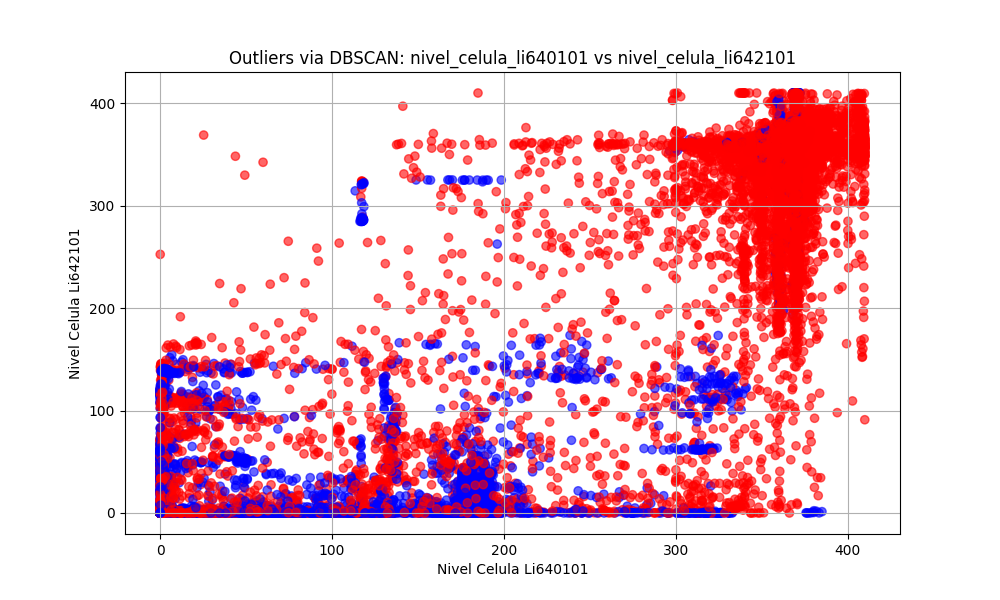 Outliers via DBSCAN: nivel_celula_li640101 vs nivel_celula_li642101
400
300
200
100
0
Nivel Celula Li642101
0 100 200 300 400
Nivel Celula Li640101